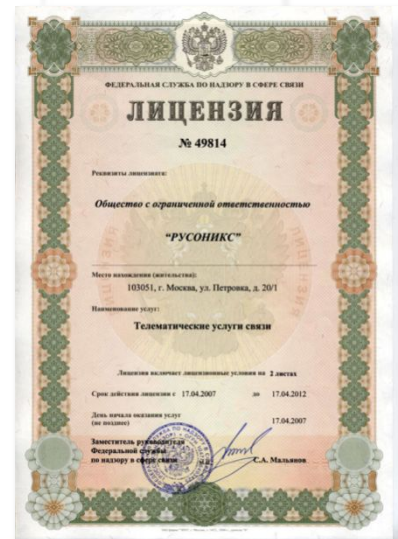 ФЕДЕРАЛЬНАЯ СЛУЖБА ПО НАДЗОРУ В СФЕРЕ СВЯЗИ
ЛИЦЕНЗИЯ
№ 49814
Реквизиты лицензиата:
Общество с ограниченной ответственностью
"РУСОНИКС"
Место нахождения (жительства):
103051, г. Москва, ул. Петровка, д. 20/1
Наименование услуг:
Телематические услуги связи
Лицензия включает лицензионные условия на 2 листах
Срок действия лицензии с 17.04.2007 до 17.04.2012
День начала оказания услуг
(не позднее) 17.04.2007
Заместитель руководителя
Федеральной службы
по надзору в сфере связи С.А. Мальянов